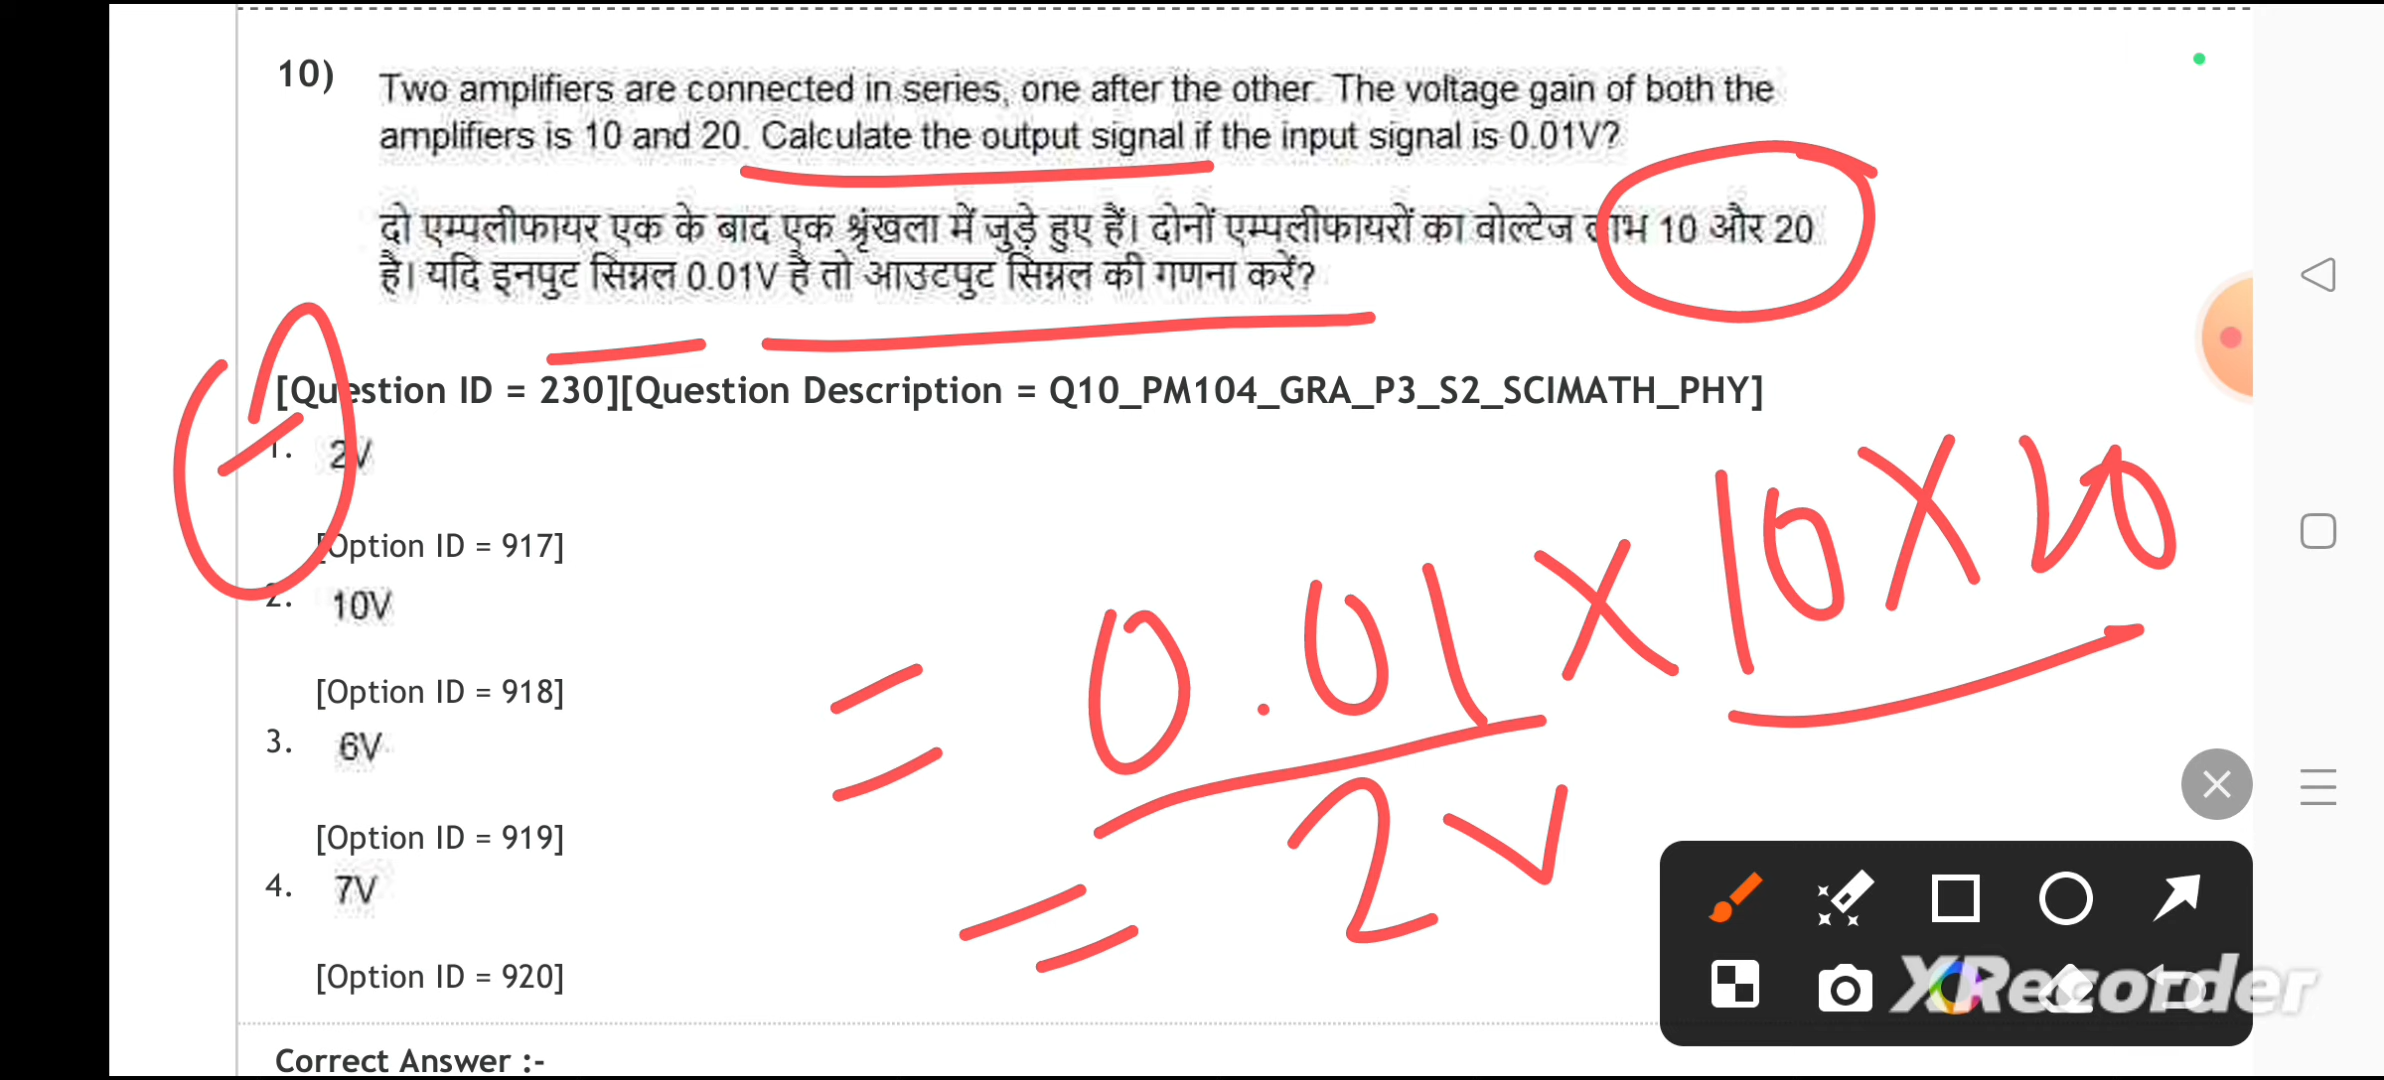 10)
Two amplifiers are connected in series, one after the other. The voltage gain of both the
amplifiers is 10 and 20. Calculate the output signal if the input signal is 0.01V?
दो एम्पलीफायर एक के बाद एक श्रृंखला में जुड़े हुए हैं। दोनों एम्पलीफायरों का वोल्टेज लाभ 10 और 20
है। यदि इनपुट सिग्नल 0.01V है तो आउटपुट सिग्नल की गणना करें?
[Question ID = 230][Question Description = Q10_PM104_GRA_P3_S2_SCIMATH_PHY]
1. 2V
[Option ID = 917]
2. 10V
[Option ID = 918]
3. 6V
[Option ID = 919]
4. 7V
[Option ID = 920]
= 0.01 X 10 X 20
= 2V
XRecorder
Correct Answer :-